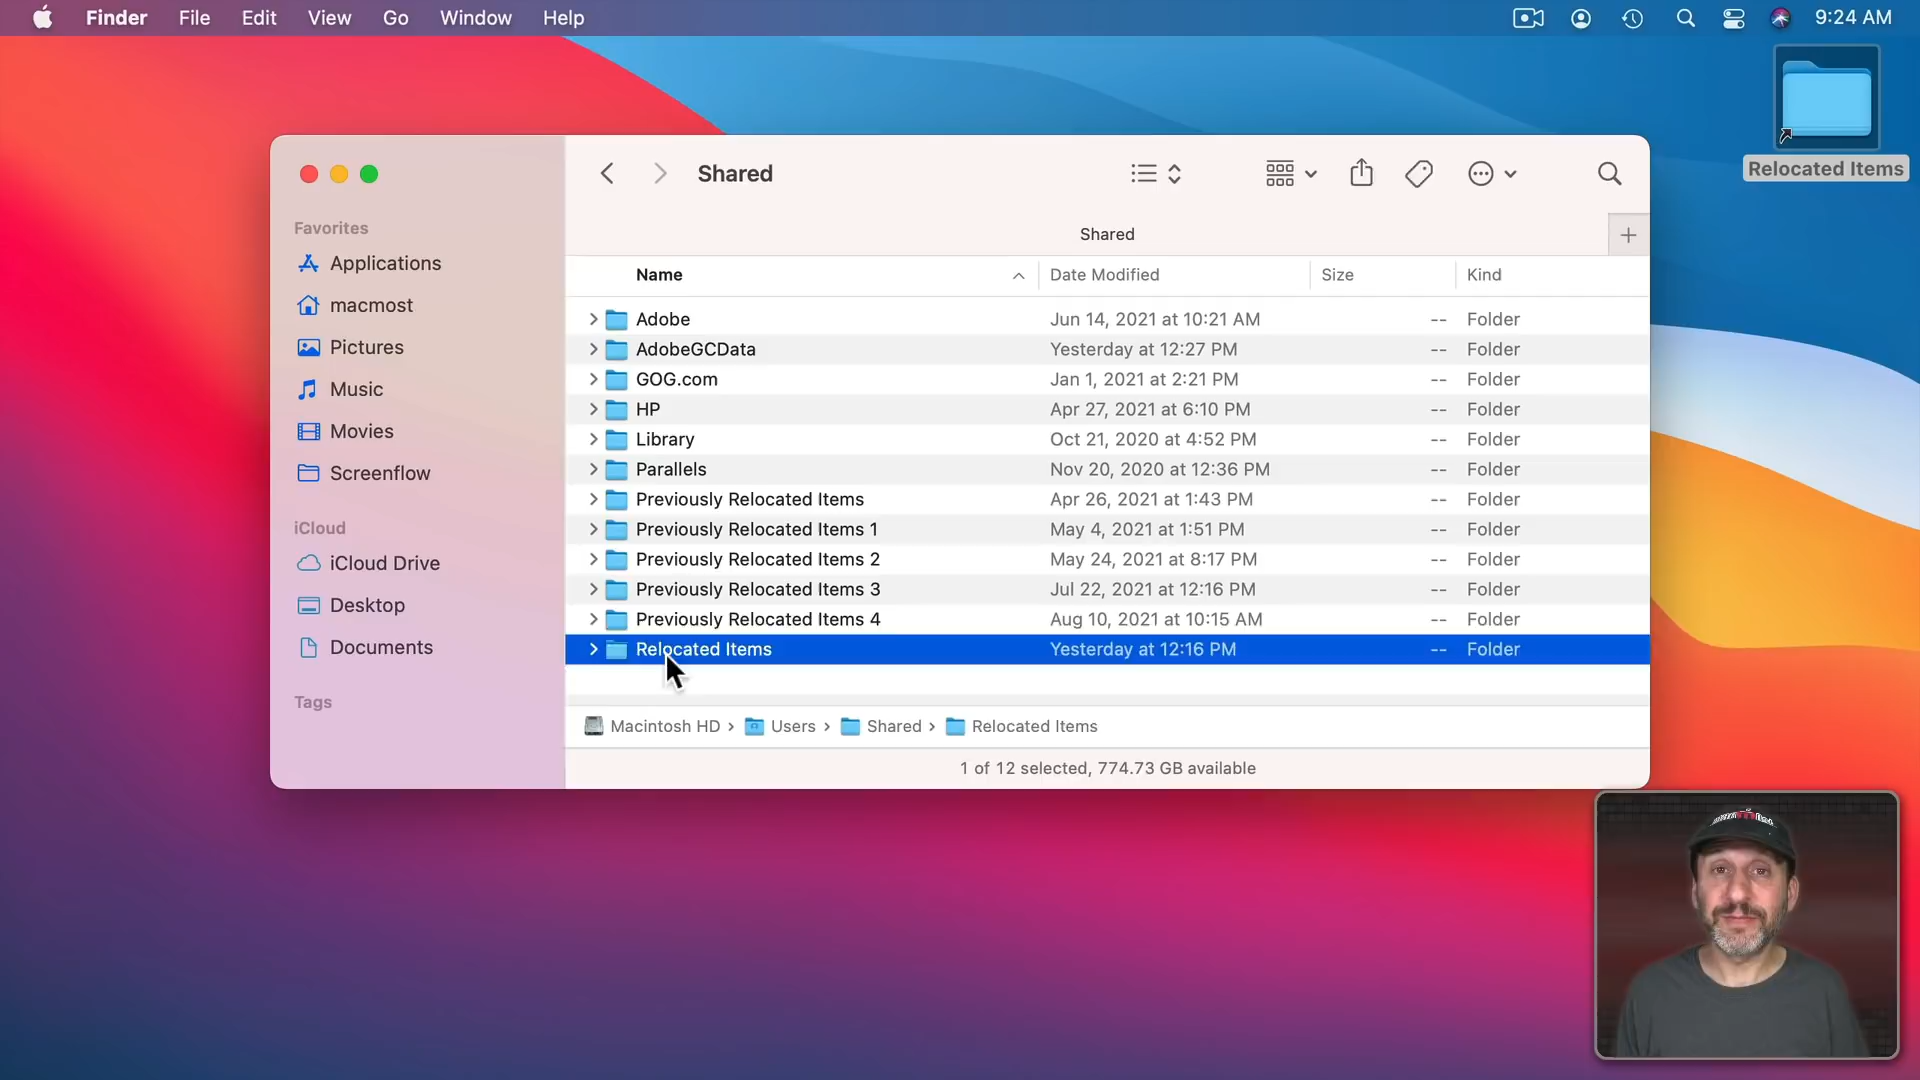 Finder File Edit View Go Window Help 9:24 AM
Relocated Items
Shared
Shared
Favorites
Applications
macmost
Pictures
Music
Movies
Screenflow
iCloud
iCloud Drive
Desktop
Documents
Tags
Name Date Modified Size Kind
Adobe Jun 14, 2021 at 10:21 AM -- Folder
AdobeGCData Yesterday at 12:27 PM -- Folder
GOG.com Jan 1, 2021 at 2:21 PM -- Folder
HP Apr 27, 2021 at 6:10 PM -- Folder
Library Oct 21, 2020 at 4:52 PM -- Folder
Parallels Nov 20, 2020 at 12:36 PM -- Folder
Previously Relocated Items Apr 26, 2021 at 1:43 PM -- Folder
Previously Relocated Items 1 May 4, 2021 at 1:51 PM -- Folder
Previously Relocated Items 2 May 24, 2021 at 8:17 PM -- Folder
Previously Relocated Items 3 Jul 22, 2021 at 12:16 PM -- Folder
Previously Relocated Items 4 Aug 10, 2021 at 10:15 AM -- Folder
Relocated Items Yesterday at 12:16 PM -- Folder
Macintosh HD › Users › Shared › Relocated Items
1 of 12 selected, 774.73 GB available